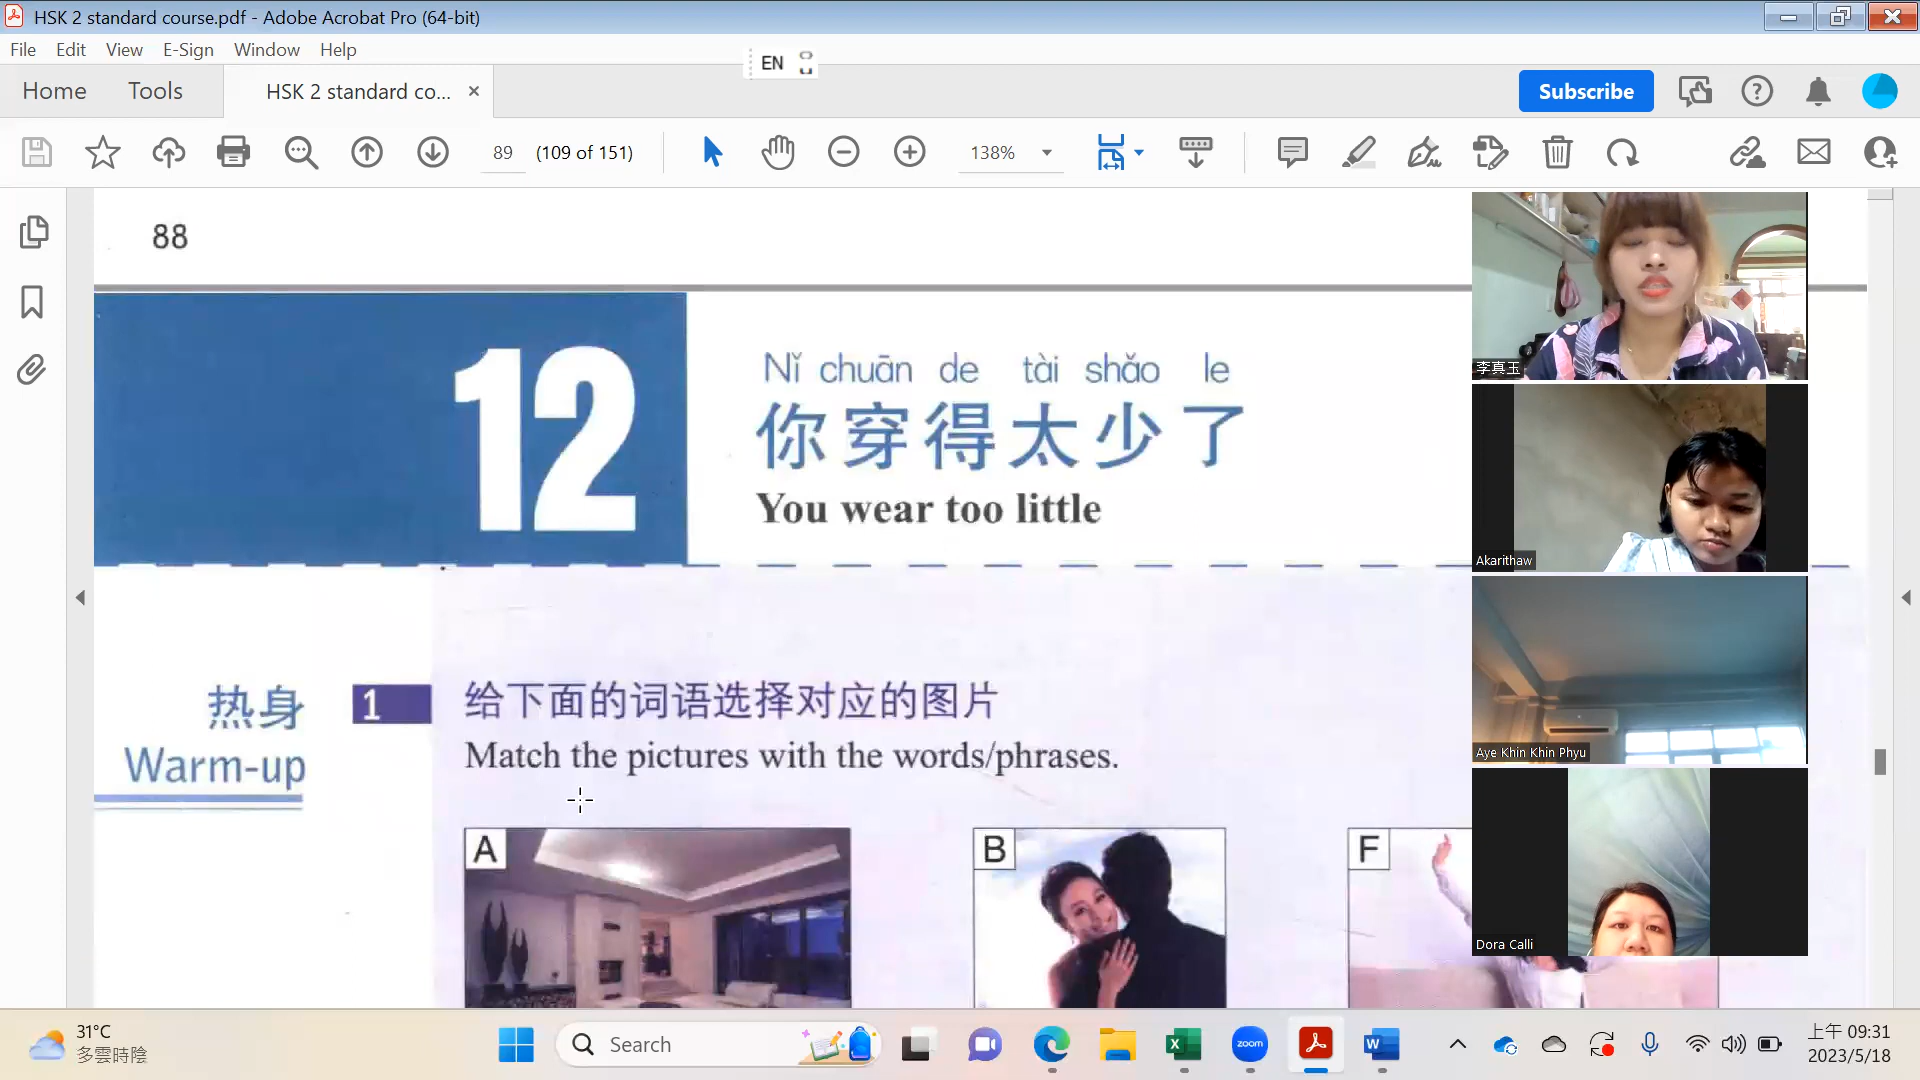 HSK 2 standard course.pdf - Adobe Acrobat Pro (64-bit)
File Edit View E-Sign Window Help
EN
Home Tools HSK 2 standard co... × Subscribe
89 (109 of 151) 138%
88
12
Nǐ chuān de tài shǎo le
你穿得太少了
You wear too little
热身
Warm-up
1 给下面的词语选择对应的图片
Match the pictures with the words/phrases.
A B F
李真玉
Akarithaw
Aye Khin Khin Phyu
Dora Calli
31°C
多雲時陰
Search
zoom
上午 09:31
2023/5/18